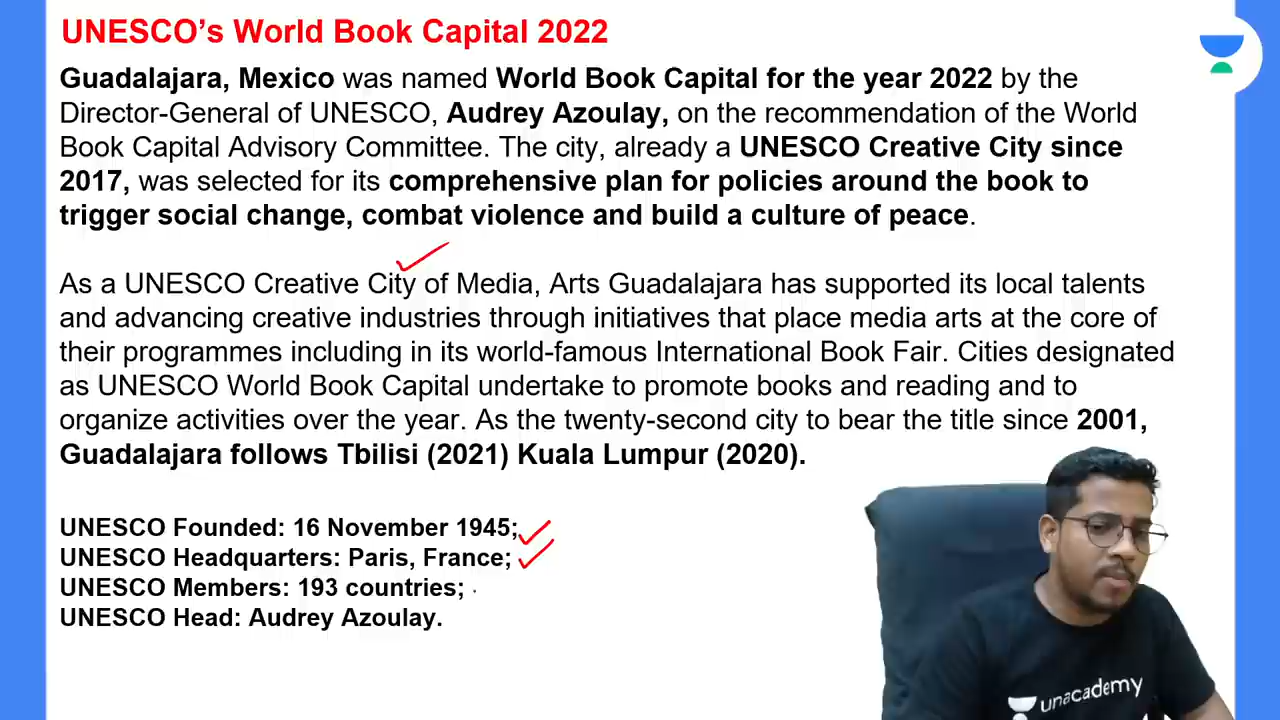 UNESCO’s World Book Capital 2022
Guadalajara, Mexico was named World Book Capital for the year 2022 by the
Director-General of UNESCO, Audrey Azoulay, on the recommendation of the World
Book Capital Advisory Committee. The city, already a UNESCO Creative City since
2017, was selected for its comprehensive plan for policies around the book to
trigger social change, combat violence and build a culture of peace.
As a UNESCO Creative City of Media, Arts Guadalajara has supported its local talents
and advancing creative industries through initiatives that place media arts at the core of
their programmes including in its world-famous International Book Fair. Cities designated
as UNESCO World Book Capital undertake to promote books and reading and to
organize activities over the year. As the twenty-second city to bear the title since 2001,
Guadalajara follows Tbilisi (2021) Kuala Lumpur (2020).
UNESCO Founded: 16 November 1945;
UNESCO Headquarters: Paris, France;
UNESCO Members: 193 countries;
UNESCO Head: Audrey Azoulay.
unacademy